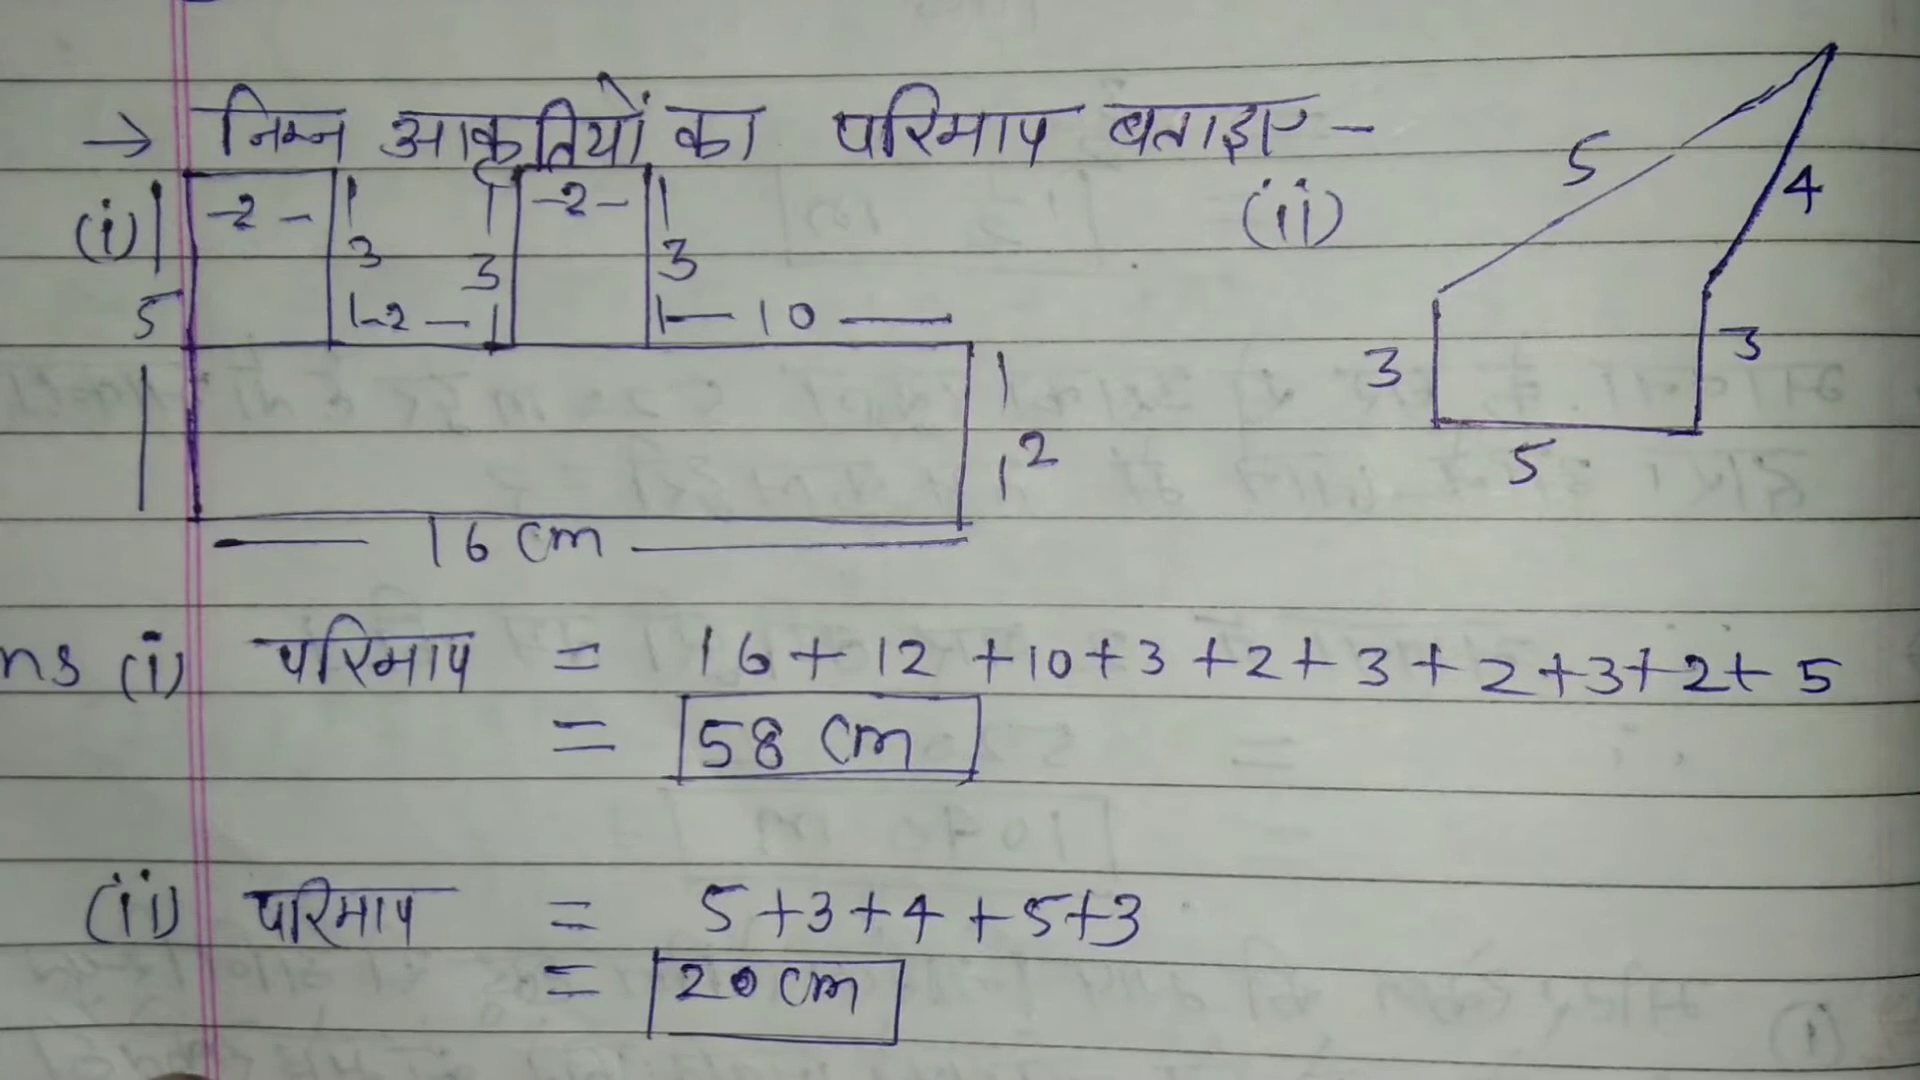 → निम्न आकृतियों का परिमाप बताइए -
(i) -2- 3 3 -2- 3 (ii) 5 4
5 -2- 10 3 3
2 5
16 cm
ns (i) परिमाप = 16 + 12 + 10 + 3 + 2 + 3 + 2 + 3 + 2 + 5
= 58 cm
(ii) परिमाप = 5 + 3 + 4 + 5 + 3
= 20 cm